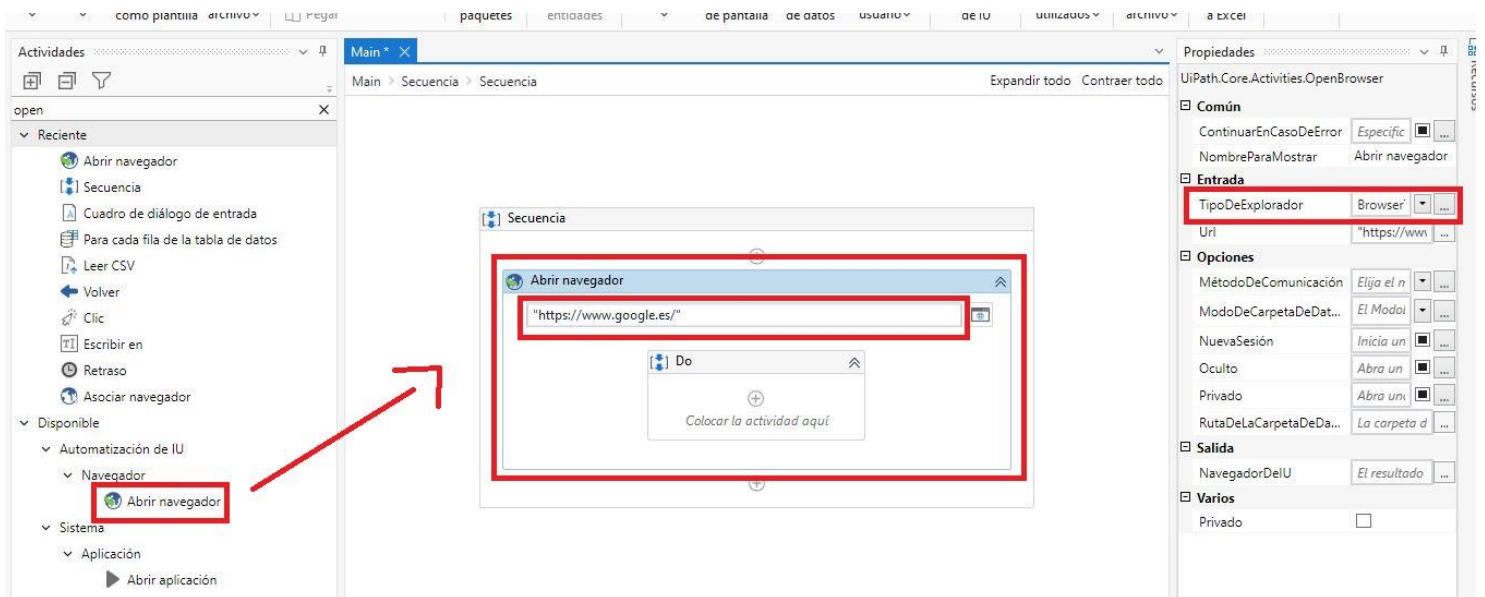 como plantilla archivo Pegar paquetes entidades de pantalla de datos usuario de IU utilizados archivo a Excel
Actividades
open
Reciente
Abrir navegador
Secuencia
Cuadro de diálogo de entrada
Para cada fila de la tabla de datos
Leer CSV
Volver
Clic
Escribir en
Retraso
Asociar navegador
Disponible
Automatización de IU
Navegador
Abrir navegador
Sistema
Aplicación
Abrir aplicación
Main *
Main > Secuencia > Secuencia
Expandir todo Contraer todo
Secuencia
Abrir navegador
"https://www.google.es/"
Do
Colocar la actividad aquí
Propiedades
UiPath.Core.Activities.OpenBrowser
Común
ContinuarEnCasoDeError Especific ...
NombreParaMostrar Abrir navegador
Entrada
TipoDeExplorador Browser ...
Url "https://www ...
Opciones
MétodoDeComunicación Elija el n ...
ModoDeCarpetaDeDat... El Modo ...
NuevaSesión Inicia un ...
Oculto Abra un ...
Privado Abra un ...
RutaDeLaCarpetaDeDa... La carpeta d ...
Salida
NavegadorDeIU El resultado ...
Varios
Privado
Recursos